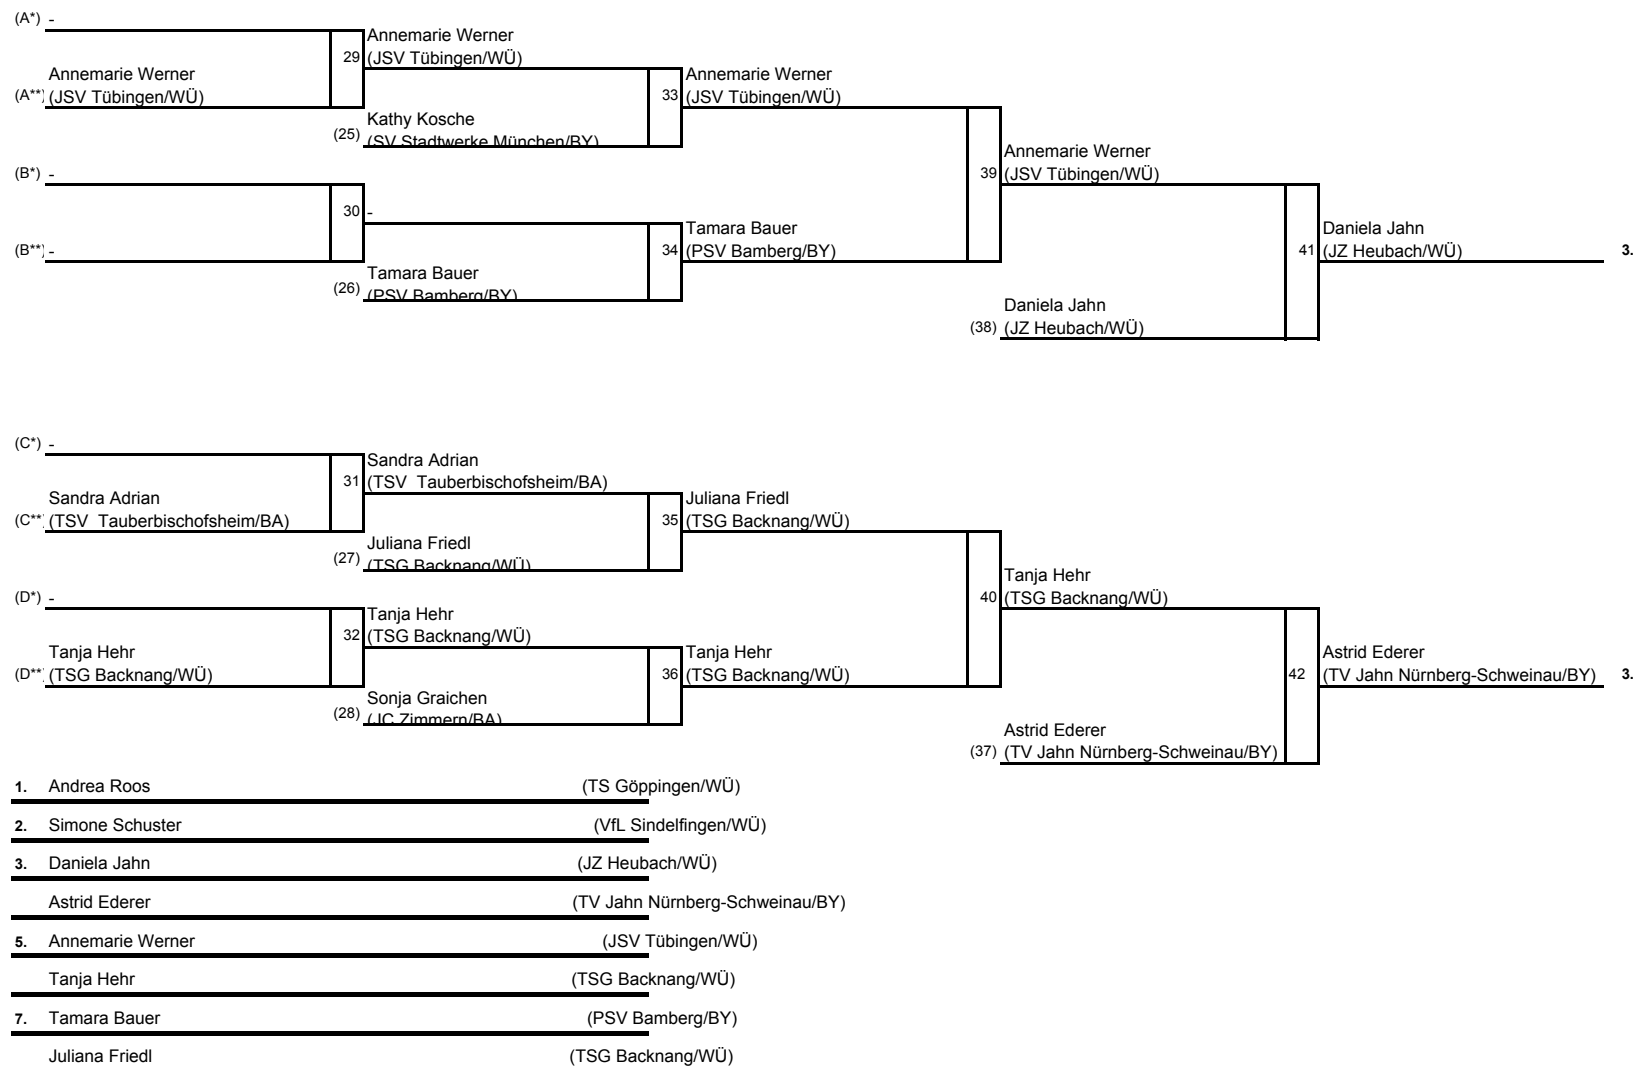 (A*) -
Annemarie Werner
29 (JSV Tübingen/WÜ)
Annemarie Werner
(A**) (JSV Tübingen/WÜ)
Annemarie Werner
33 (JSV Tübingen/WÜ)
Kathy Kosche
(25) (SV Stadtwerke München/BY)
Annemarie Werner
39 (JSV Tübingen/WÜ)
(B*) -
30 -
(B**) -
Tamara Bauer
34 (PSV Bamberg/BY)
Tamara Bauer
(26) (PSV Bamberg/BY)
Daniela Jahn
41 (JZ Heubach/WÜ) 3.
Daniela Jahn
(38) (JZ Heubach/WÜ)
(C*) -
Sandra Adrian
31 (TSV Tauberbischofsheim/BA)
Sandra Adrian
(C** (TSV Tauberbischofsheim/BA)
Juliana Friedl
35 (TSG Backnang/WÜ)
Juliana Friedl
(27) (TSG Backnang/WÜ)
Tanja Hehr
40 (TSG Backnang/WÜ)
(D*) -
Tanja Hehr
32 (TSG Backnang/WÜ)
Tanja Hehr
(D** (TSG Backnang/WÜ)
Tanja Hehr
36 (TSG Backnang/WÜ)
Sonja Graichen
(28) (JC Zimmern/BA)
Astrid Ederer
42 (TV Jahn Nürnberg-Schweinau/BY) 3.
Astrid Ederer
(37) (TV Jahn Nürnberg-Schweinau/BY)
1. Andrea Roos (TS Göppingen/WÜ)
2. Simone Schuster (VfL Sindelfingen/WÜ)
3. Daniela Jahn (JZ Heubach/WÜ)
Astrid Ederer (TV Jahn Nürnberg-Schweinau/BY)
5. Annemarie Werner (JSV Tübingen/WÜ)
Tanja Hehr (TSG Backnang/WÜ)
7. Tamara Bauer (PSV Bamberg/BY)
Juliana Friedl (TSG Backnang/WÜ)